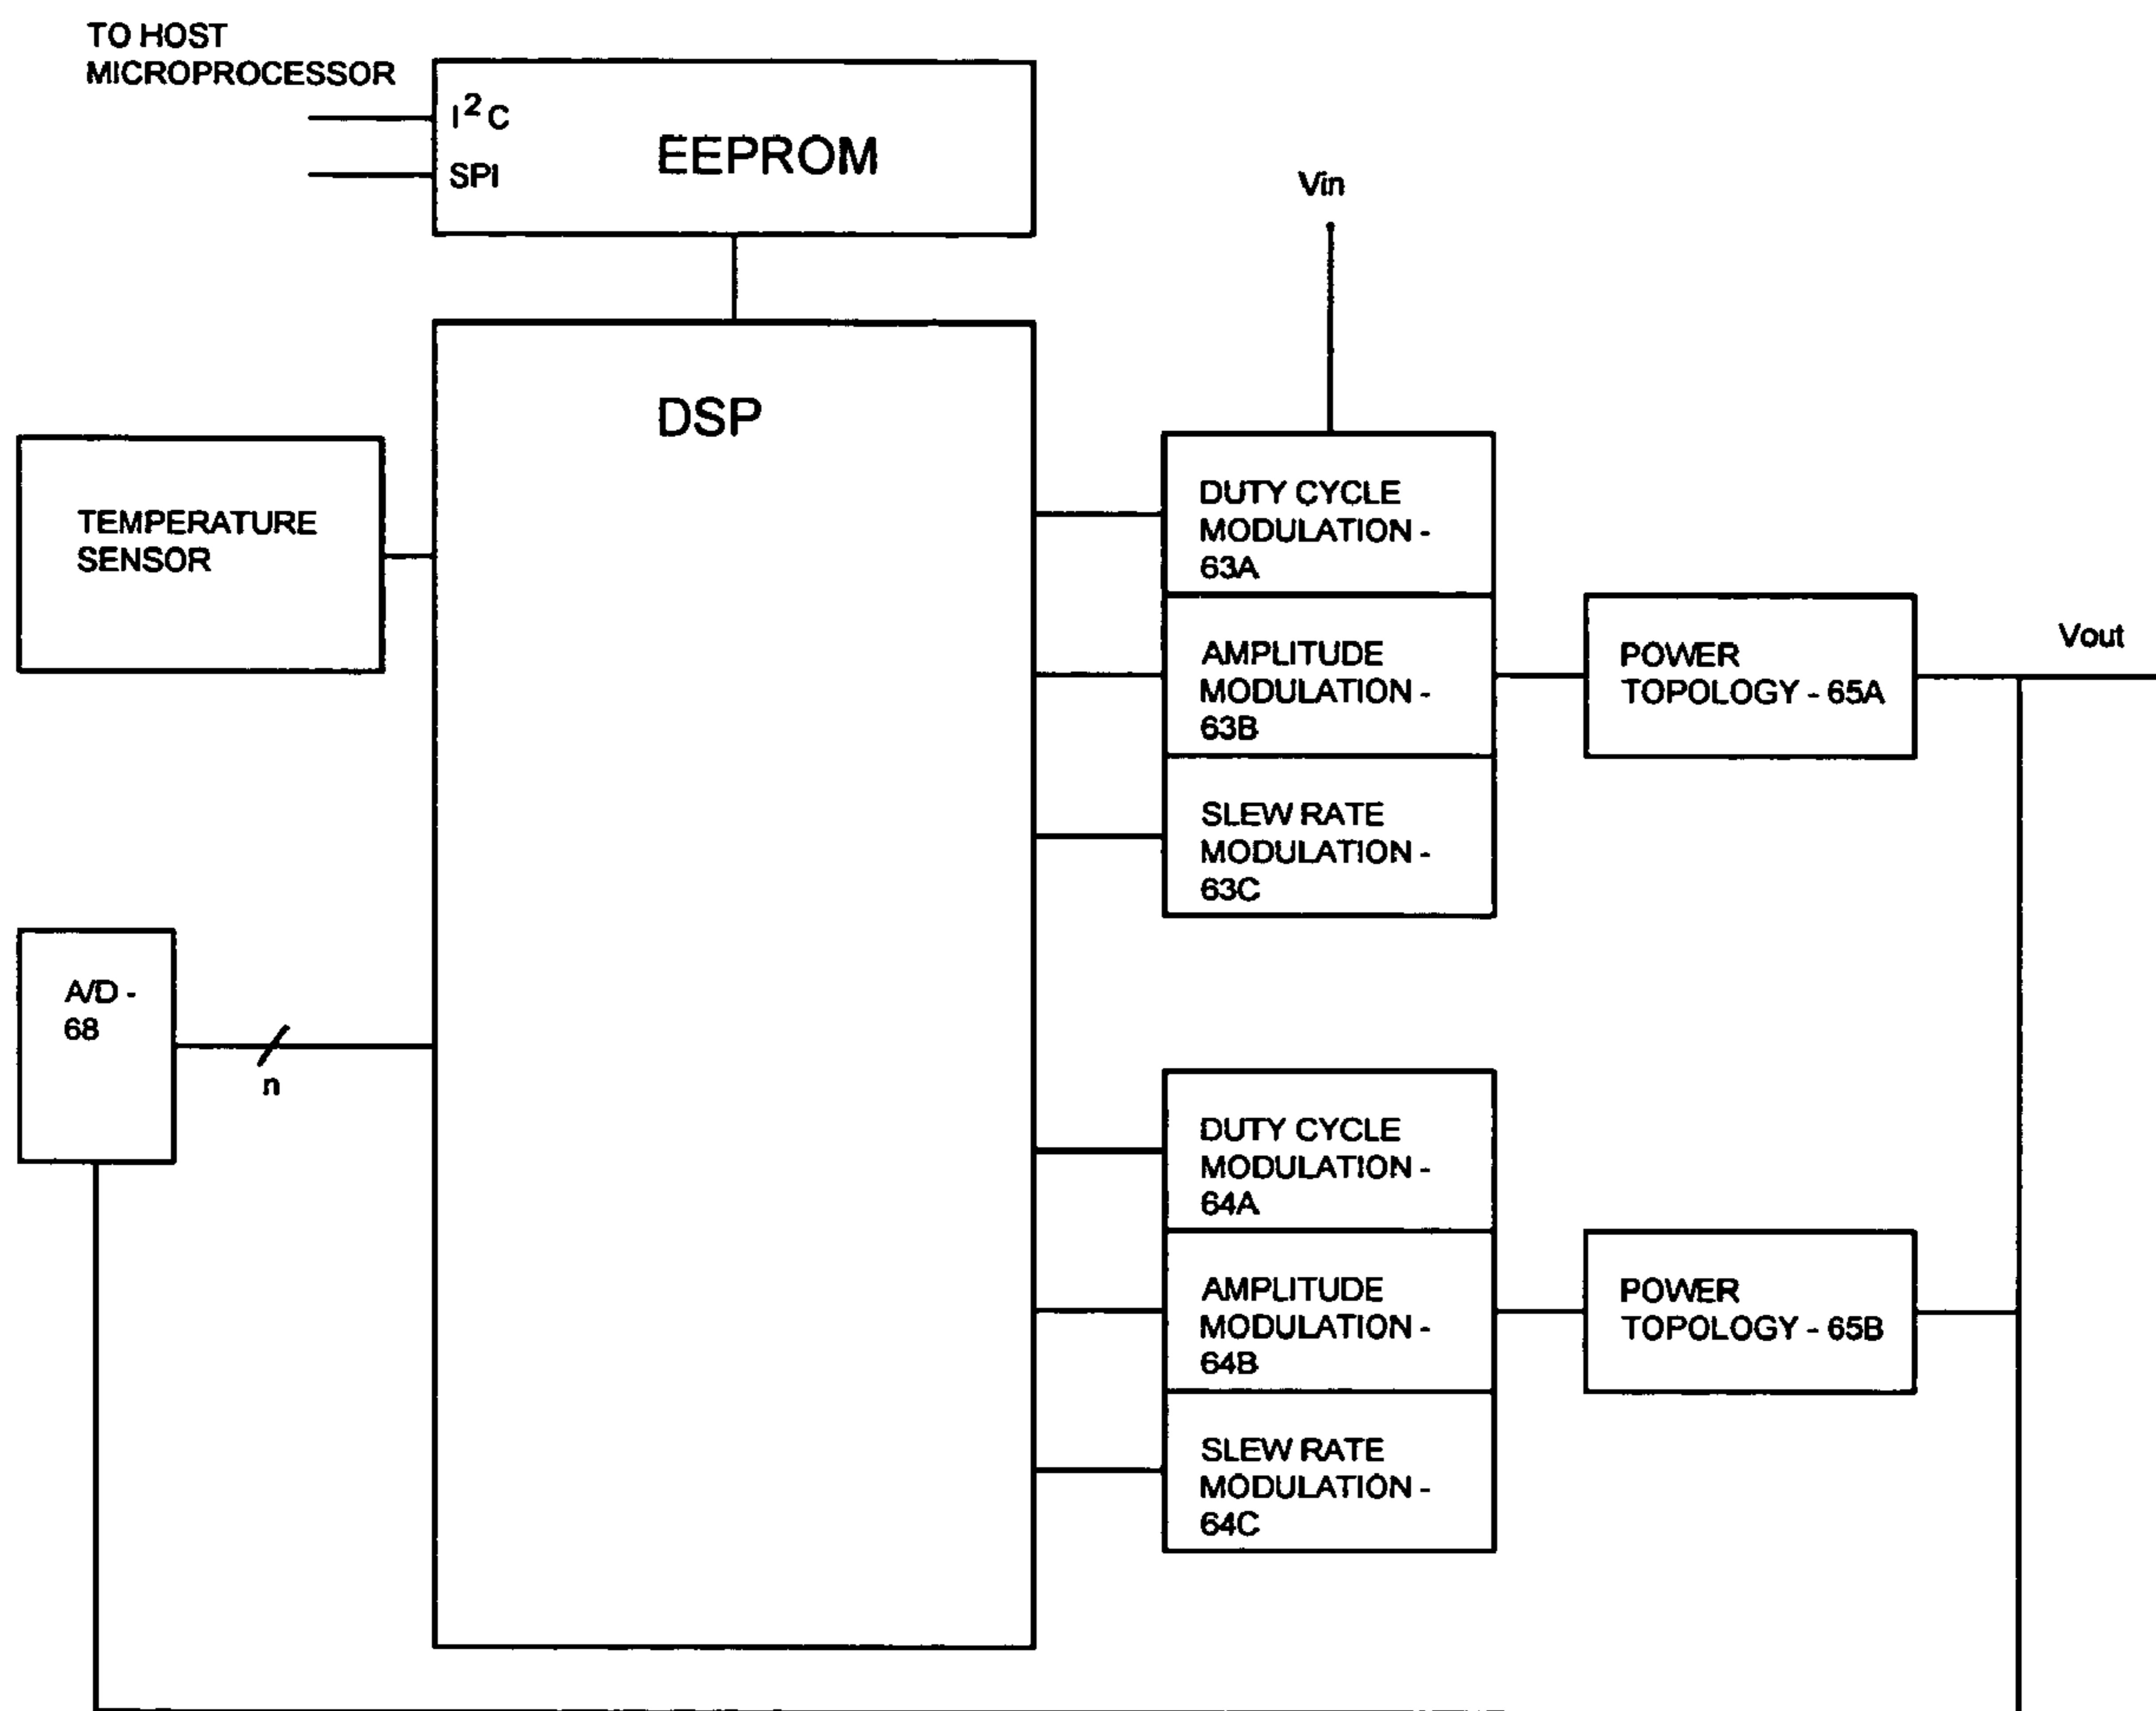 TO HOST
MICROPROCESSOR
I²C
SPI
EEPROM
Vin
DSP
TEMPERATURE
SENSOR
DUTY CYCLE
MODULATION -
63A
AMPLITUDE
MODULATION -
63B
SLEW RATE
MODULATION -
63C
POWER
TOPOLOGY - 65A
Vout
A/D -
68
n
DUTY CYCLE
MODULATION -
64A
AMPLITUDE
MODULATION -
64B
SLEW RATE
MODULATION -
64C
POWER
TOPOLOGY - 65B